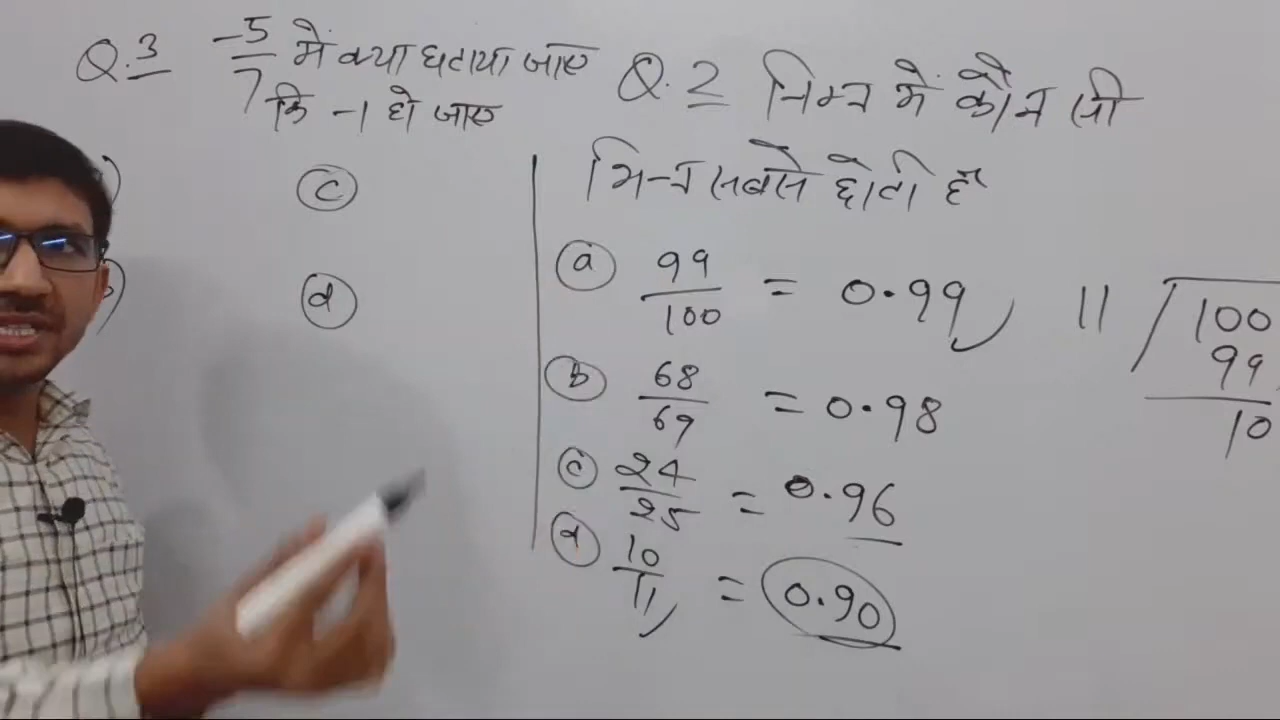 Q.3 -5/7 में क्या घटाया जाए
कि -1 हो जाए
c
d
Q.2 निम्न में कौन सी
भिन्न सबसे छोटी है
a 99/100 = 0.99
b 68/69 = 0.98
c 24/25 = 0.96
d 10/11 = 0.90
11 100
99
10